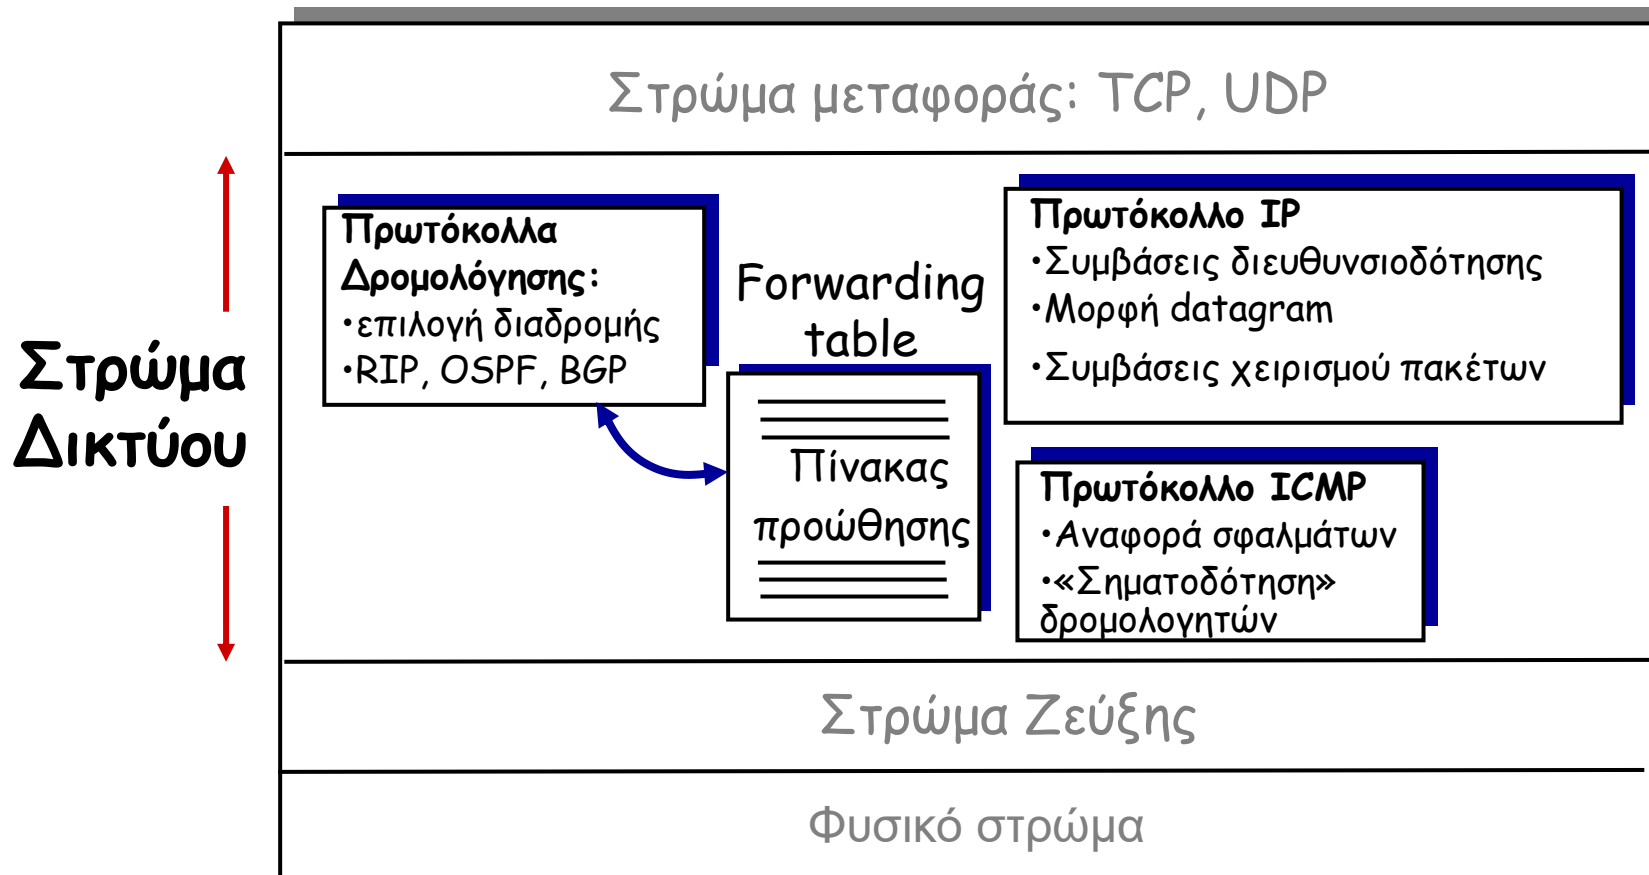 Στρώμα μεταφοράς: TCP, UDP
Στρώμα
Δικτύου
Πρωτόκολλα
Δρομολόγησης:
•επιλογή διαδρομής
•RIP, OSPF, BGP
Forwarding
table
Πίνακας
προώθησης
Πρωτόκολλο IP
•Συμβάσεις διευθυνσιοδότησης
•Μορφή datagram
•Συμβάσεις χειρισμού πακέτων
Πρωτόκολλο ICMP
•Αναφορά σφαλμάτων
•«Σηματοδότηση»
δρομολογητών
Στρώμα Ζεύξης
Φυσικό στρώμα